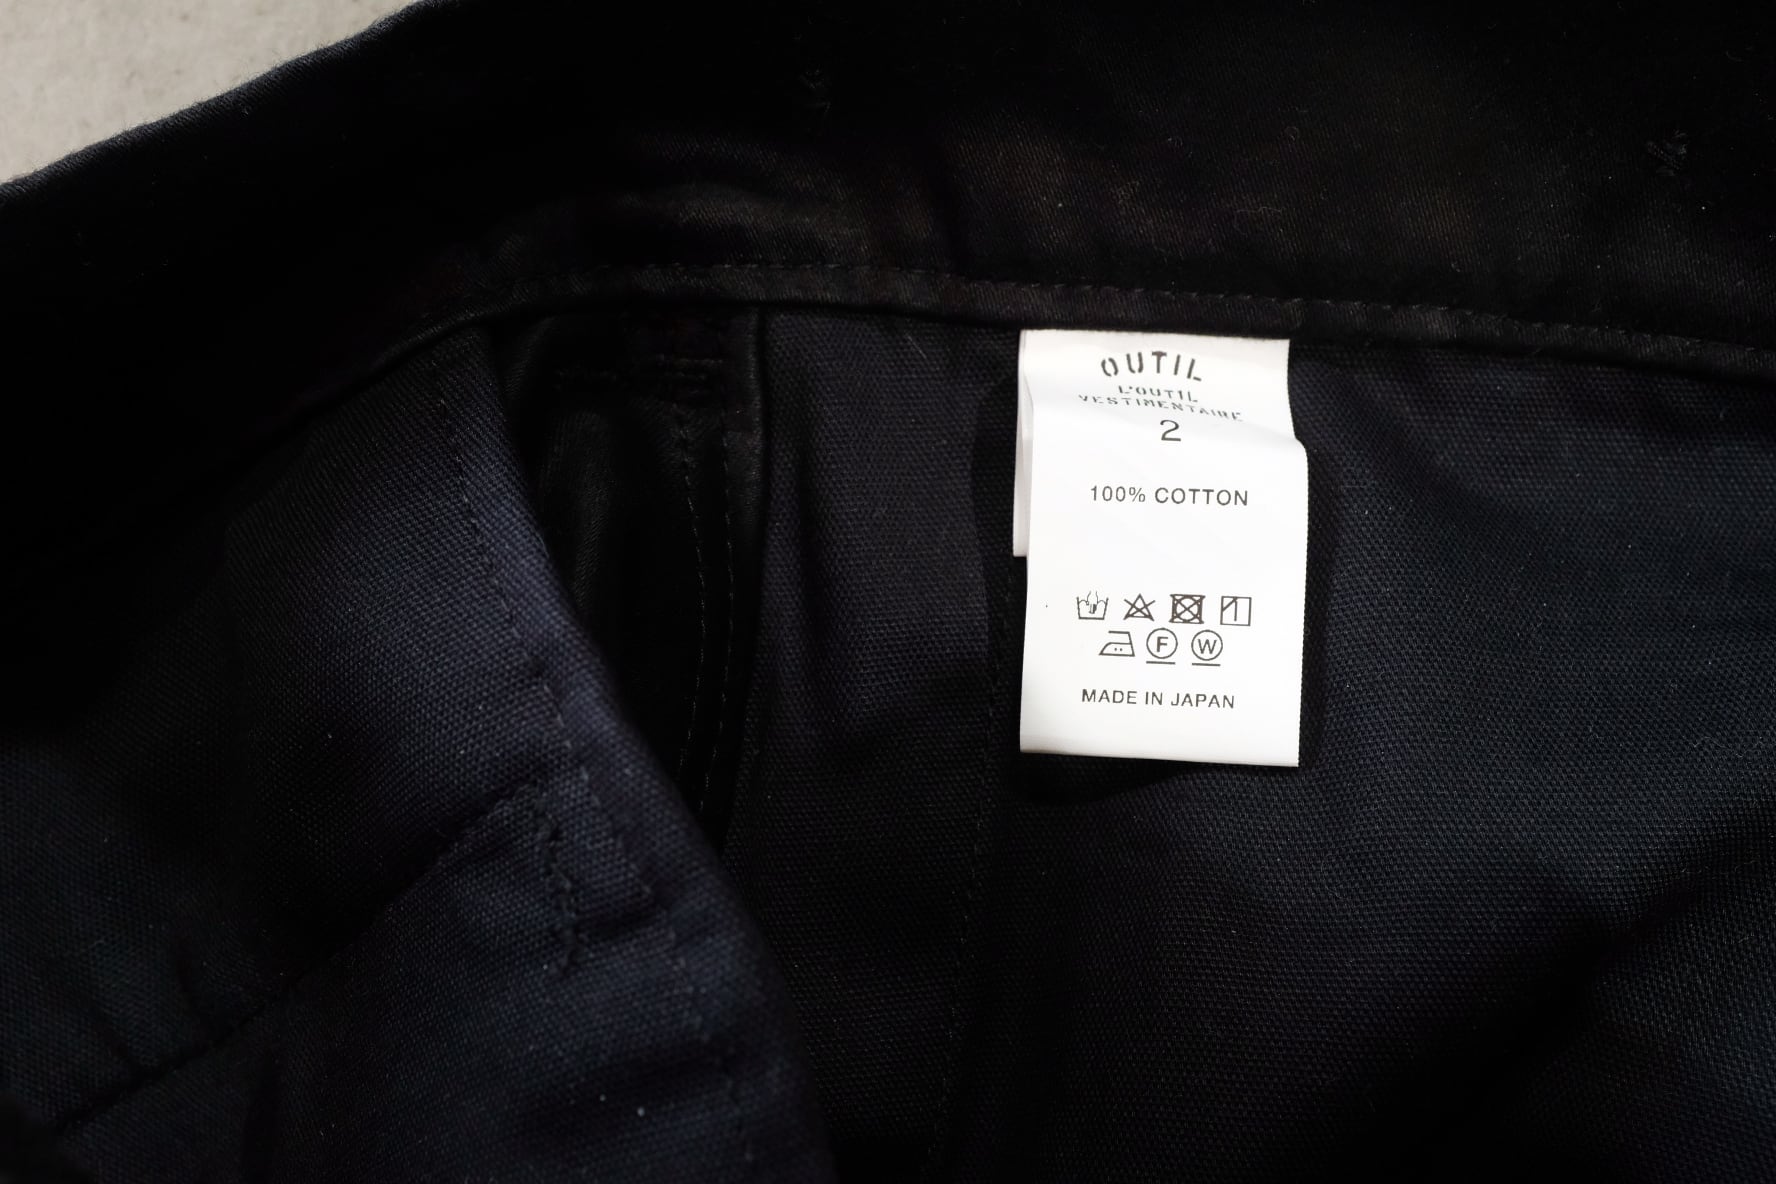 OUTIL
L'OUTIL
VESTIMENTAIRE
2
100% COTTON
F W
MADE IN JAPAN